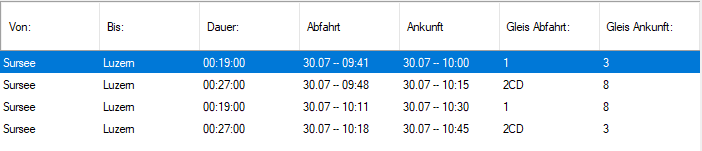 Von: Bis: Dauer: Abfahrt Ankunft Gleis Abfahrt: Gleis Ankunft:
Sursee Luzern 00:19:00 30.07 -- 09:41 30.07 -- 10:00 1 3
Sursee Luzern 00:27:00 30.07 -- 09:48 30.07 -- 10:15 2CD 8
Sursee Luzern 00:19:00 30.07 -- 10:11 30.07 -- 10:30 1 8
Sursee Luzern 00:27:00 30.07 -- 10:18 30.07 -- 10:45 2CD 3